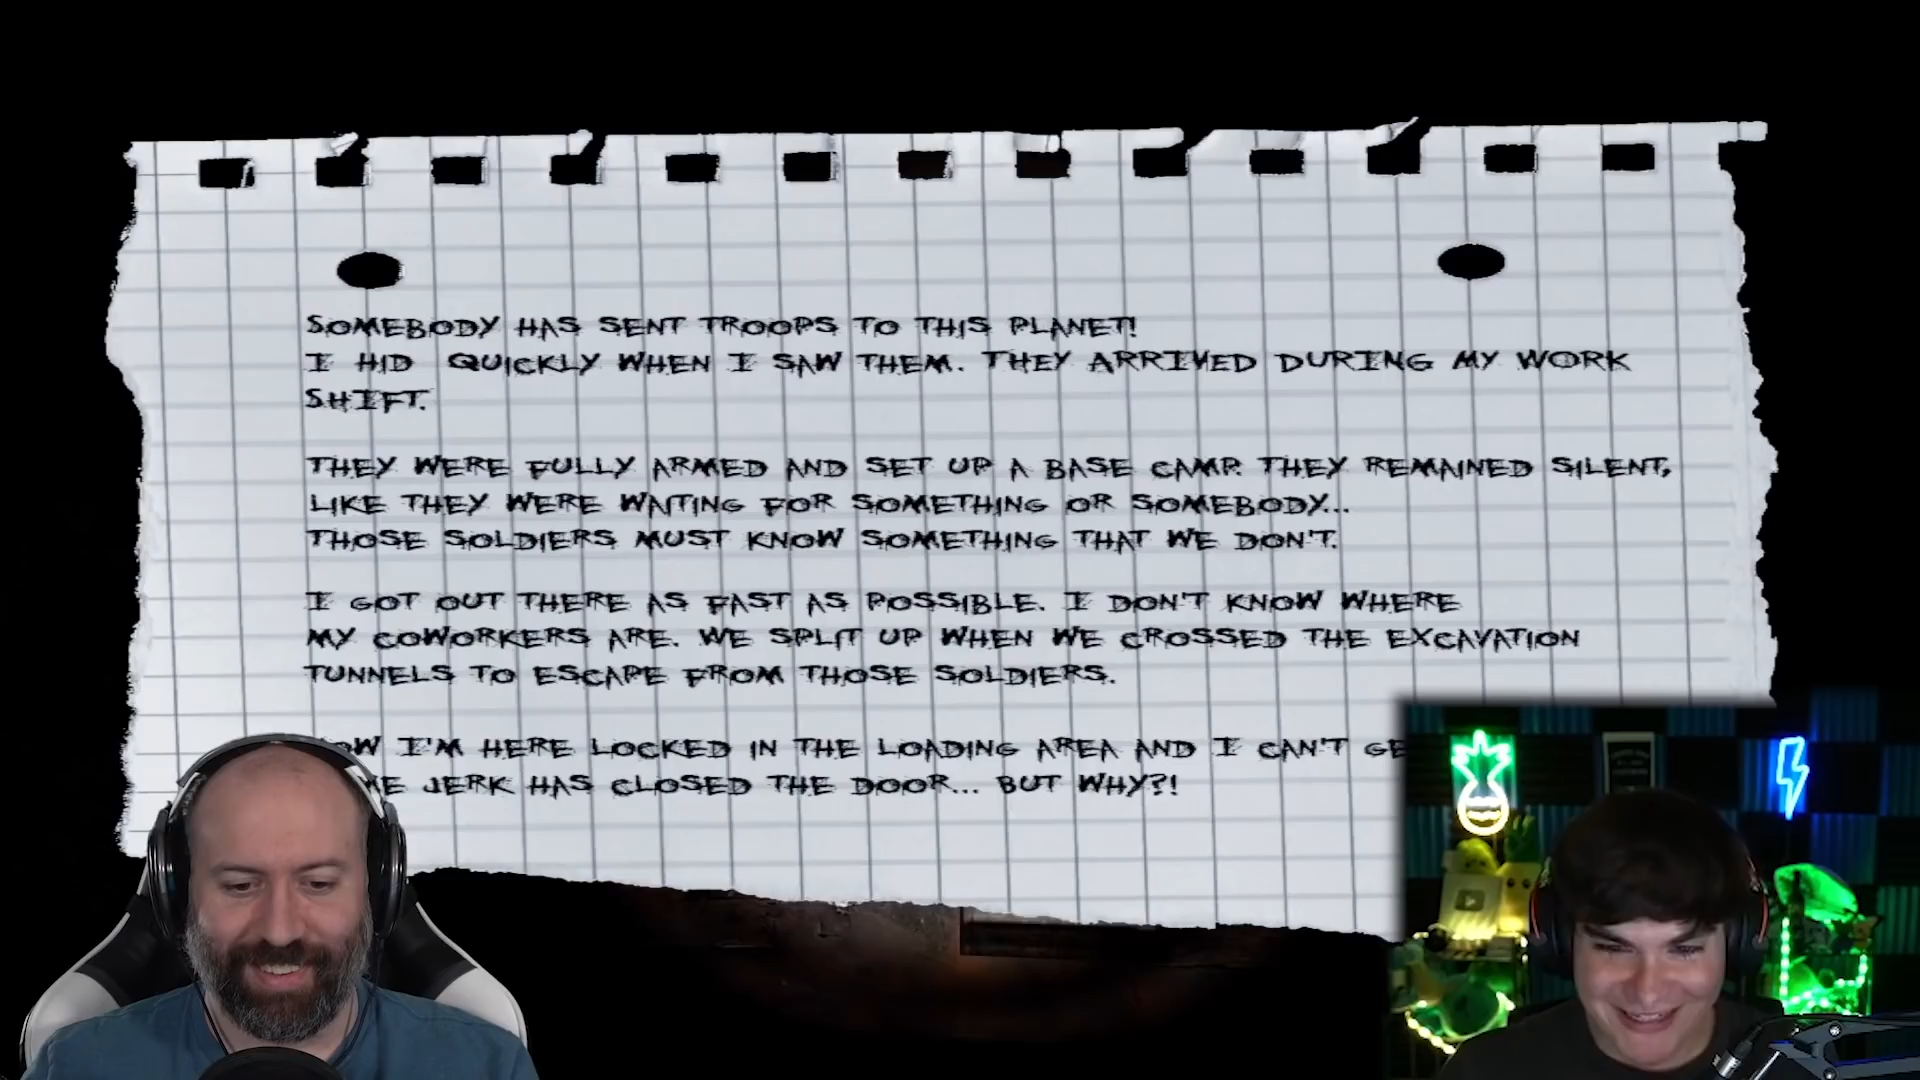 SOMEBODY HAS SENT TROOPS TO THIS PLANET!
I HID QUICKLY WHEN I SAW THEM. THEY ARRIVED DURING MY WORK
SHIFT.
THEY WERE FULLY ARMED AND SET UP A BASE CAMP. THEY REMAINED SILENT,
LIKE THEY WERE WAITING FOR SOMETHING OR SOMEBODY...
THOSE SOLDIERS MUST KNOW SOMETHING THAT WE DON'T.
I GOT OUT THERE AS FAST AS POSSIBLE. I DON'T KNOW WHERE
MY COWORKERS ARE. WE SPLIT UP WHEN WE CROSSED THE EXCAVATION
TUNNELS TO ESCAPE FROM THOSE SOLDIERS.
I'M HERE LOCKED IN THE LOADING AREA AND I CAN'T
JERK HAS CLOSED THE DOOR... BUT WHY?!